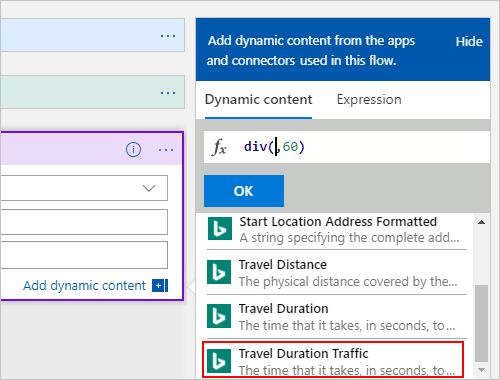 Add dynamic content from the apps
and connectors used in this flow.
Hide
Dynamic content
Expression
fx
div(,60)
OK
Start Location Address Formatted
A string specifying the complete add...
Travel Distance
The physical distance covered by the...
Travel Duration
The time that it takes, in seconds, to ...
Travel Duration Traffic
The time that it takes, in seconds, to ...
Add dynamic content